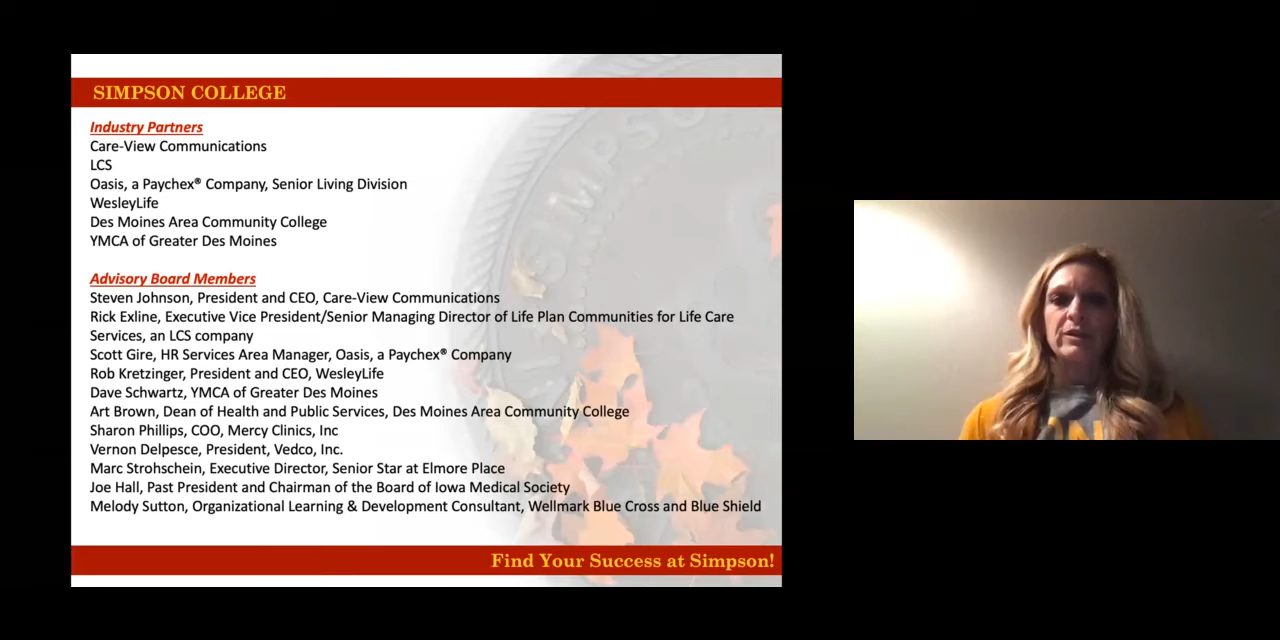 SIMPSON COLLEGE
Industry Partners
Care-View Communications
LCS
Oasis, a Paychex® Company, Senior Living Division
WesleyLife
Des Moines Area Community College
YMCA of Greater Des Moines
Advisory Board Members
Steven Johnson, President and CEO, Care-View Communications
Rick Exline, Executive Vice President/Senior Managing Director of Life Plan Communities for Life Care
Services, an LCS company
Scott Gire, HR Services Area Manager, Oasis, a Paychex® Company
Rob Kretzinger, President and CEO, WesleyLife
Dave Schwartz, YMCA of Greater Des Moines
Art Brown, Dean of Health and Public Services, Des Moines Area Community College
Sharon Phillips, COO, Mercy Clinics, Inc
Vernon Delpesce, President, Vedco, Inc.
Marc Strohschein, Executive Director, Senior Star at Elmore Place
Joe Hall, Past President and Chairman of the Board of Iowa Medical Society
Melody Sutton, Organizational Learning & Development Consultant, Wellmark Blue Cross and Blue Shield
Find Your Success at Simpson!